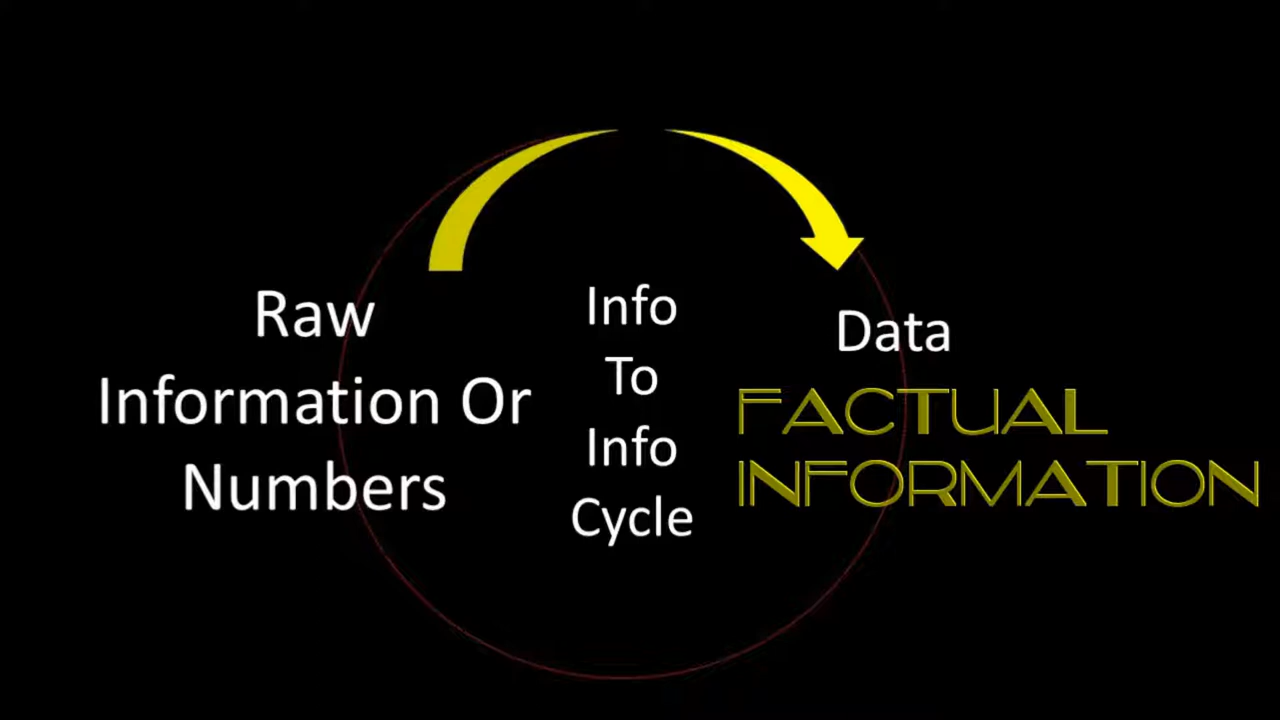 Raw
Information Or
Numbers
Info
To
Info
Cycle
Data
FACTUAL
INFORMATION